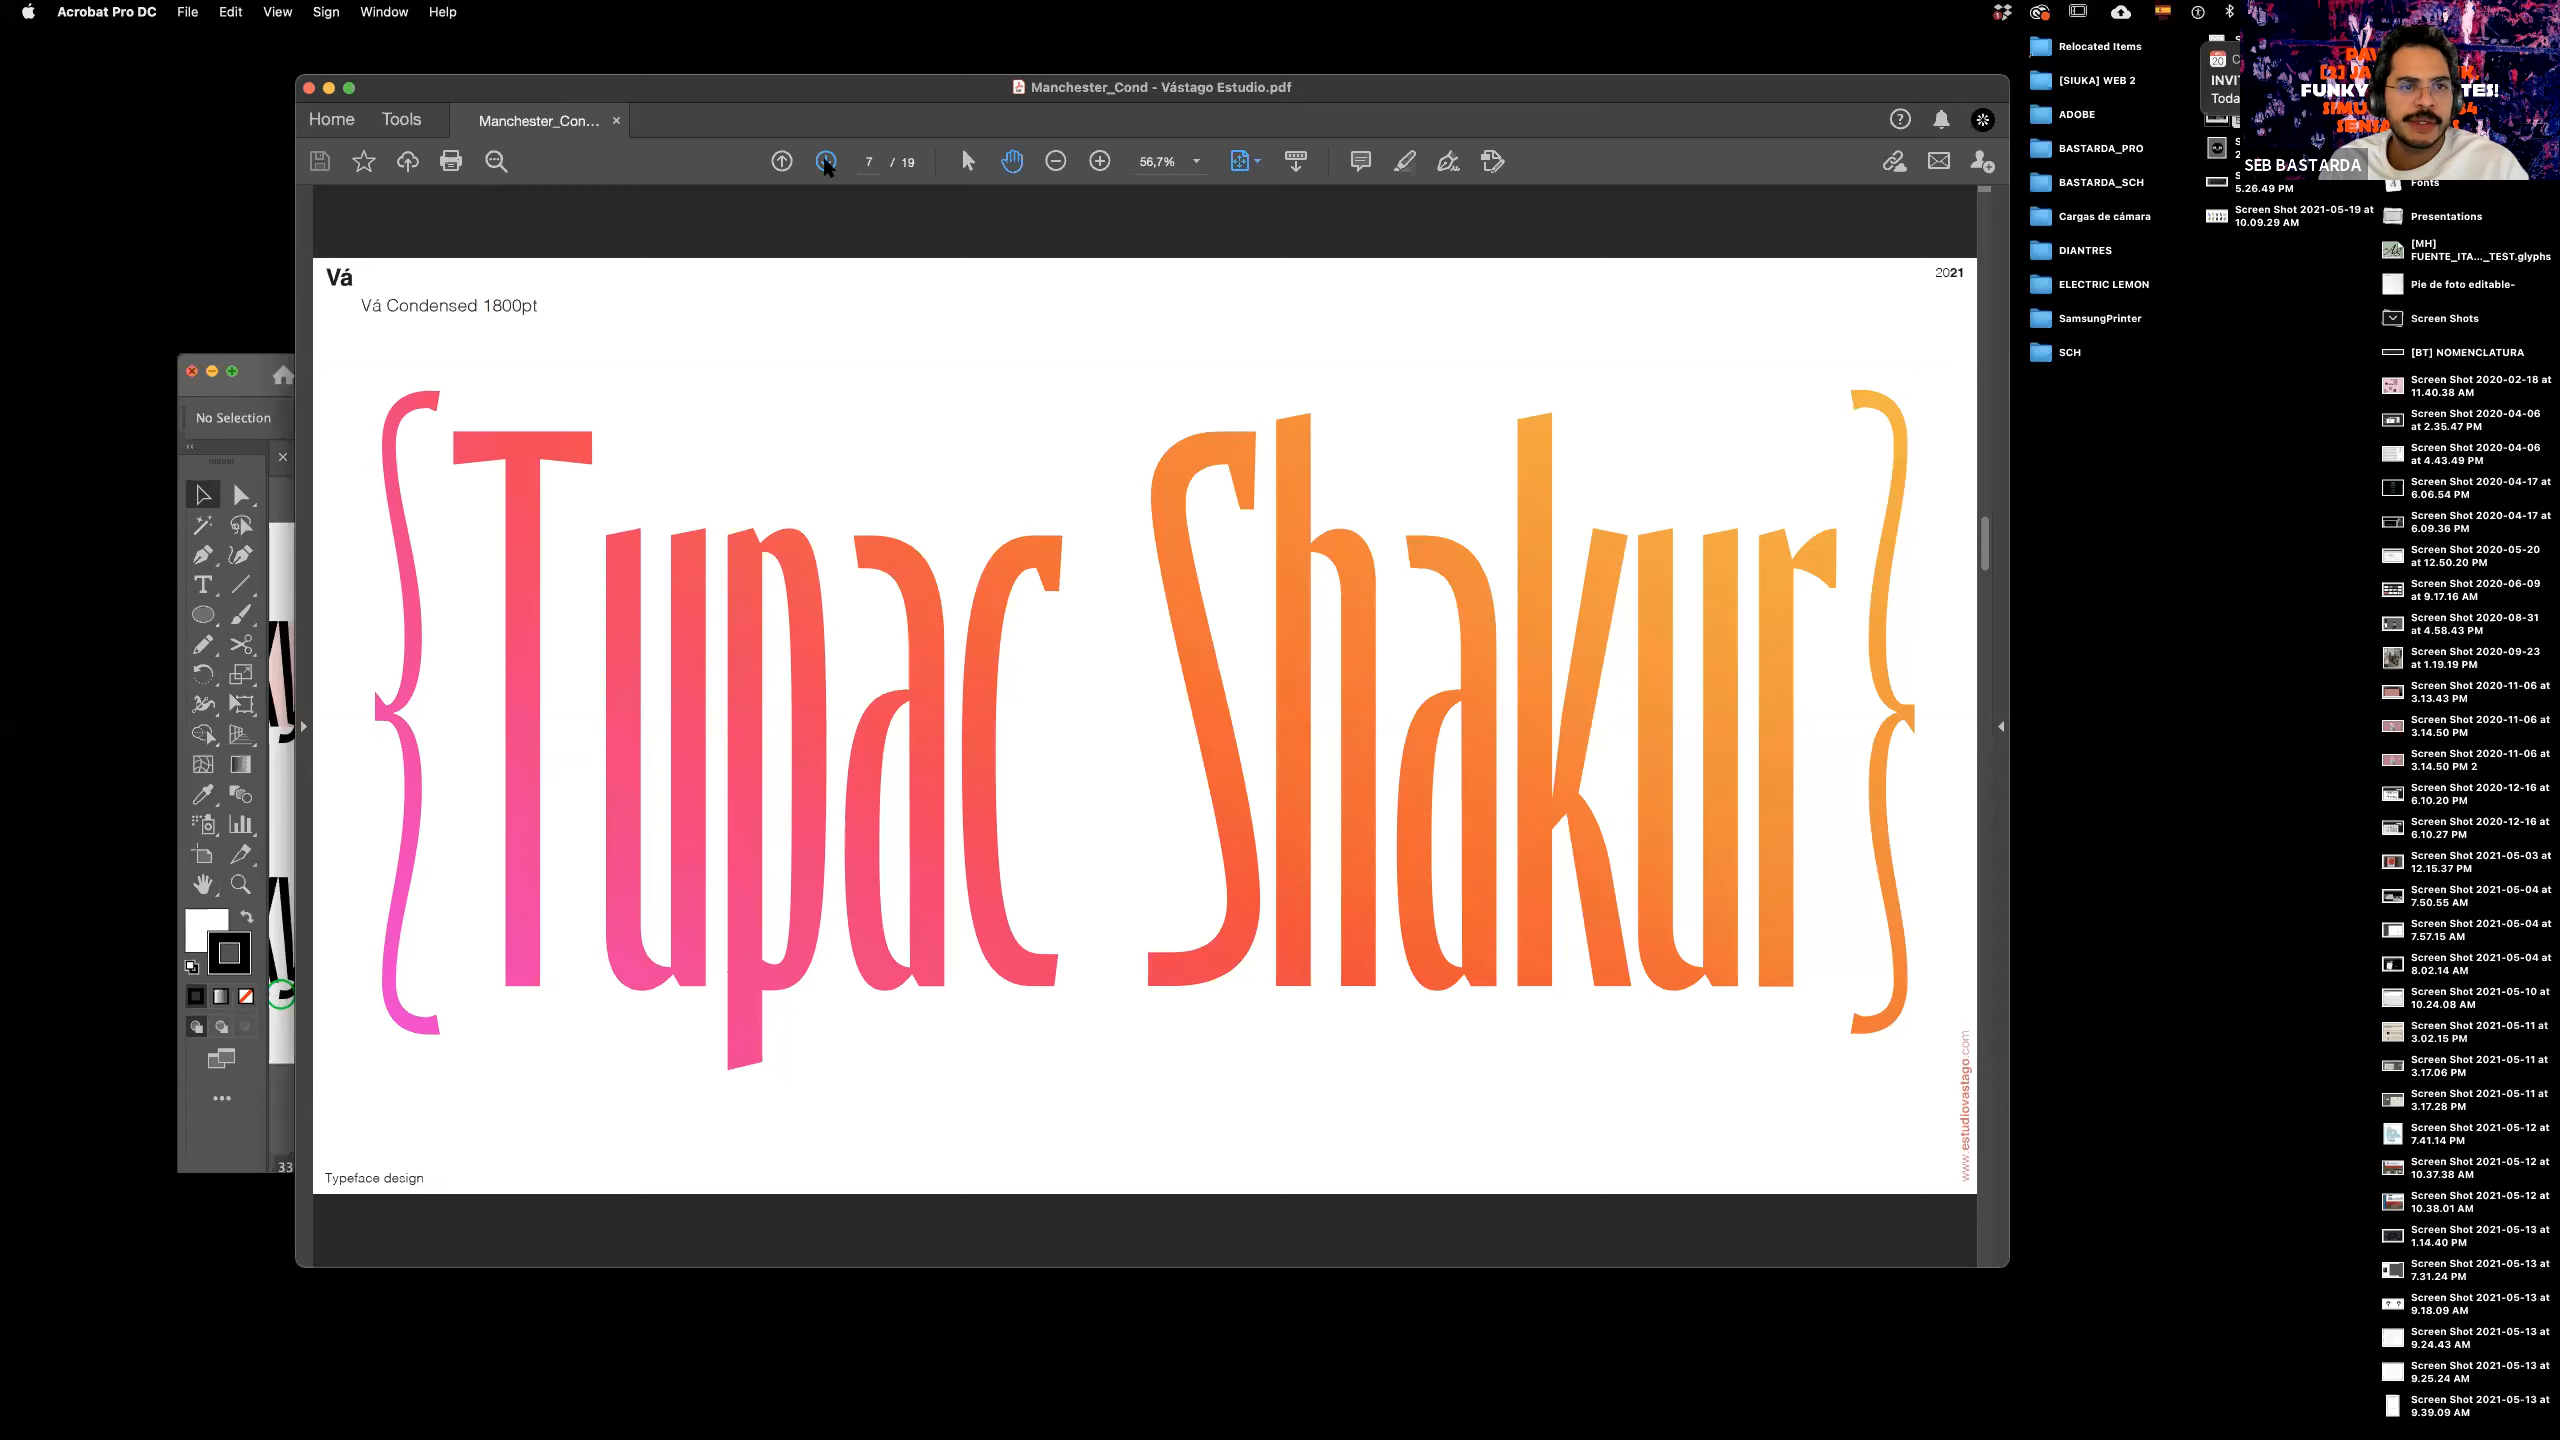 Acrobat Pro DC File Edit View Sign Window Help
Manchester_Cond - Vástago Estudio.pdf
Home Tools Manchester_Con... ×
7 / 19 56,7%
Vá
2021
Vá Condensed 1800pt
{Tupac Shakur}
www.estudiovastago.com
Typeface design
No Selection
33
SEB BASTARDA
FUNKY
TES!
20
INVI
Toda
Relocated Items
[SIUKA] WEB 2
ADOBE
BASTARDA_PRO
BASTARDA_SCH
Cargas de cámara
DIANTRES
ELECTRIC LEMON
SamsungPrinter
SCH
5.26.49 PM
Screen Shot 2021-05-19 at
10.09.29 AM
Fonts
Presentations
[MH]
FUENTE_ITA..._TEST.glyphs
Pie de foto editable-
Screen Shots
[BT] NOMENCLATURA
Screen Shot 2020-02-18 at
11.40.38 AM
Screen Shot 2020-04-06
at 2.35.47 PM
Screen Shot 2020-04-06
at 4.43.49 PM
Screen Shot 2020-04-17 at
6.06.54 PM
Screen Shot 2020-04-17 at
6.09.36 PM
Screen Shot 2020-05-20
at 12.50.20 PM
Screen Shot 2020-06-09
at 9.17.16 AM
Screen Shot 2020-08-31
at 4.58.43 PM
Screen Shot 2020-09-23
at 1.19.19 PM
Screen Shot 2020-11-06 at
3.13.43 PM
Screen Shot 2020-11-06 at
3.14.50 PM
Screen Shot 2020-11-06 at
3.14.50 PM 2
Screen Shot 2020-12-16 at
6.10.20 PM
Screen Shot 2020-12-16 at
6.10.27 PM
Screen Shot 2021-05-03 at
12.15.37 PM
Screen Shot 2021-05-04 at
7.50.55 AM
Screen Shot 2021-05-04 at
7.57.15 AM
Screen Shot 2021-05-04 at
8.02.14 AM
Screen Shot 2021-05-10 at
10.24.08 AM
Screen Shot 2021-05-11 at
3.02.15 PM
Screen Shot 2021-05-11 at
3.17.06 PM
Screen Shot 2021-05-11 at
3.17.28 PM
Screen Shot 2021-05-12 at
7.41.14 PM
Screen Shot 2021-05-12 at
10.37.38 AM
Screen Shot 2021-05-12 at
10.38.01 AM
Screen Shot 2021-05-13 at
1.14.40 PM
Screen Shot 2021-05-13 at
7.31.24 PM
Screen Shot 2021-05-13 at
9.18.09 AM
Screen Shot 2021-05-13 at
9.24.43 AM
Screen Shot 2021-05-13 at
9.25.24 AM
Screen Shot 2021-05-13 at
9.39.09 AM